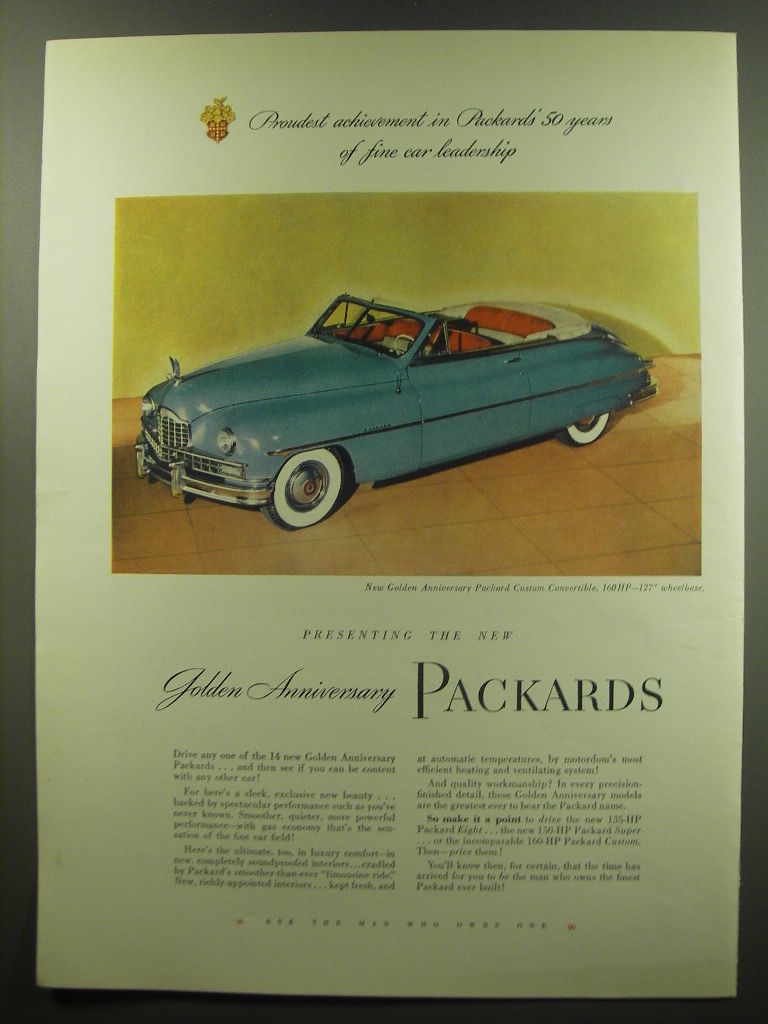 Proudest achievement in Packards' 50 years
of fine car leadership
PACKARD
New Golden Anniversary Packard Custom Convertible. 160 HP—127" wheelbase.
PRESENTING THE NEW
Golden Anniversary PACKARDS
Drive any one of the 14 new Golden Anniversary
Packards . . . and then see if you can be content
with any other car!
For here's a sleek, exclusive new beauty . . .
backed by spectacular performance such as you've
never known. Smoother, quieter, more powerful
performance—with gas economy that's the sen-
sation of the fine car field!
Here's the ultimate, too, in luxury comfort—in
new, completely soundproofed interiors . . . cradled
by Packard's smoother-than-ever "limousine ride."
New, richly-appointed interiors . . . kept fresh, and
at automatic temperatures, by motordom's most
efficient heating and ventilating system!
And quality workmanship? In every precision-
finished detail, these Golden Anniversary models
are the greatest ever to bear the Packard name.
So make it a point to drive the new 135-HP
Packard Eight . . . the new 150-HP Packard Super
. . . or the incomparable 160-HP Packard Custom.
Then—price them!
You'll know then, for certain, that the time has
arrived for you to be the man who owns the finest
Packard ever built!
ASK THE MAN WHO OWNS ONE